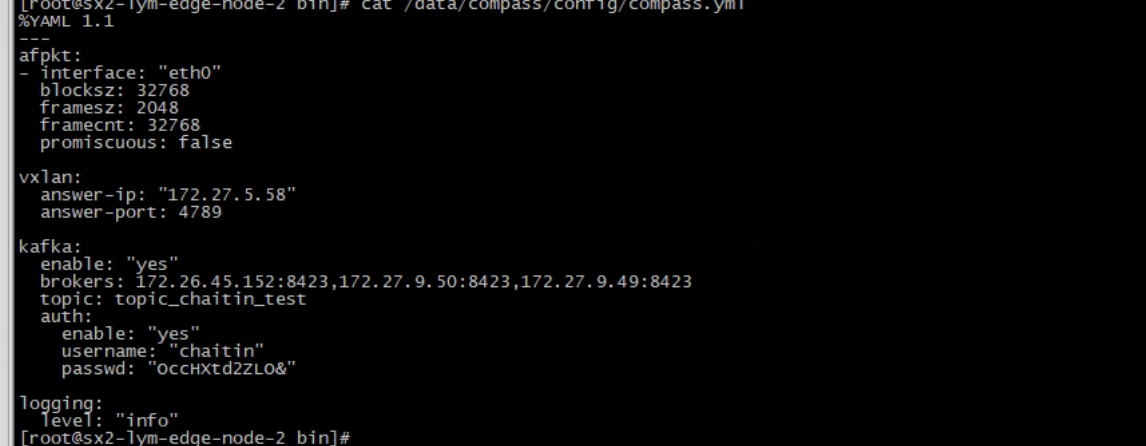 [root@sx2-lym-edge-node-2 bin]# cat /data/compass/config/compass.yml
%YAML 1.1
---
afpkt:
- interface: "eth0"
  blocksz: 32768
  framesz: 2048
  framecnt: 32768
  promiscuous: false

vxlan:
  answer-ip: "172.27.5.58"
  answer-port: 4789

kafka:
  enable: "yes"
  brokers: 172.26.45.152:8423,172.27.9.50:8423,172.27.9.49:8423
  topic: topic_chaitin_test
  auth:
    enable: "yes"
    username: "chaitin"
    passwd: "OccHXtd2ZLO&"

logging:
  level: "info"
[root@sx2-lym-edge-node-2 bin]#